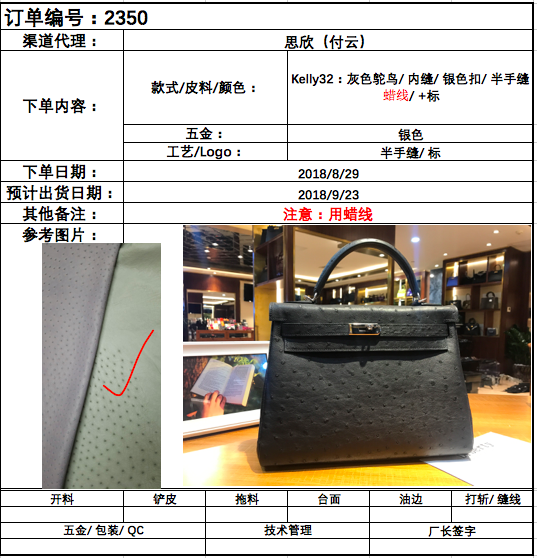 订单编号：2350
渠道代理： 思欣（付云）
下单内容：
款式/皮料/颜色：
Kelly32：灰色鸵鸟/ 内缝/ 银色扣/ 半手缝
蜡线/ +标
五金： 银色
工艺/Logo： 半手缝/ 标
下单日期： 2018/8/29
预计出货日期： 2018/9/23
其他备注： 注意：用蜡线
参考图片：
开料 铲皮 拖料 台面 油边 打斩/ 缝线
五金/ 包装/ QC 技术管理 厂长签字